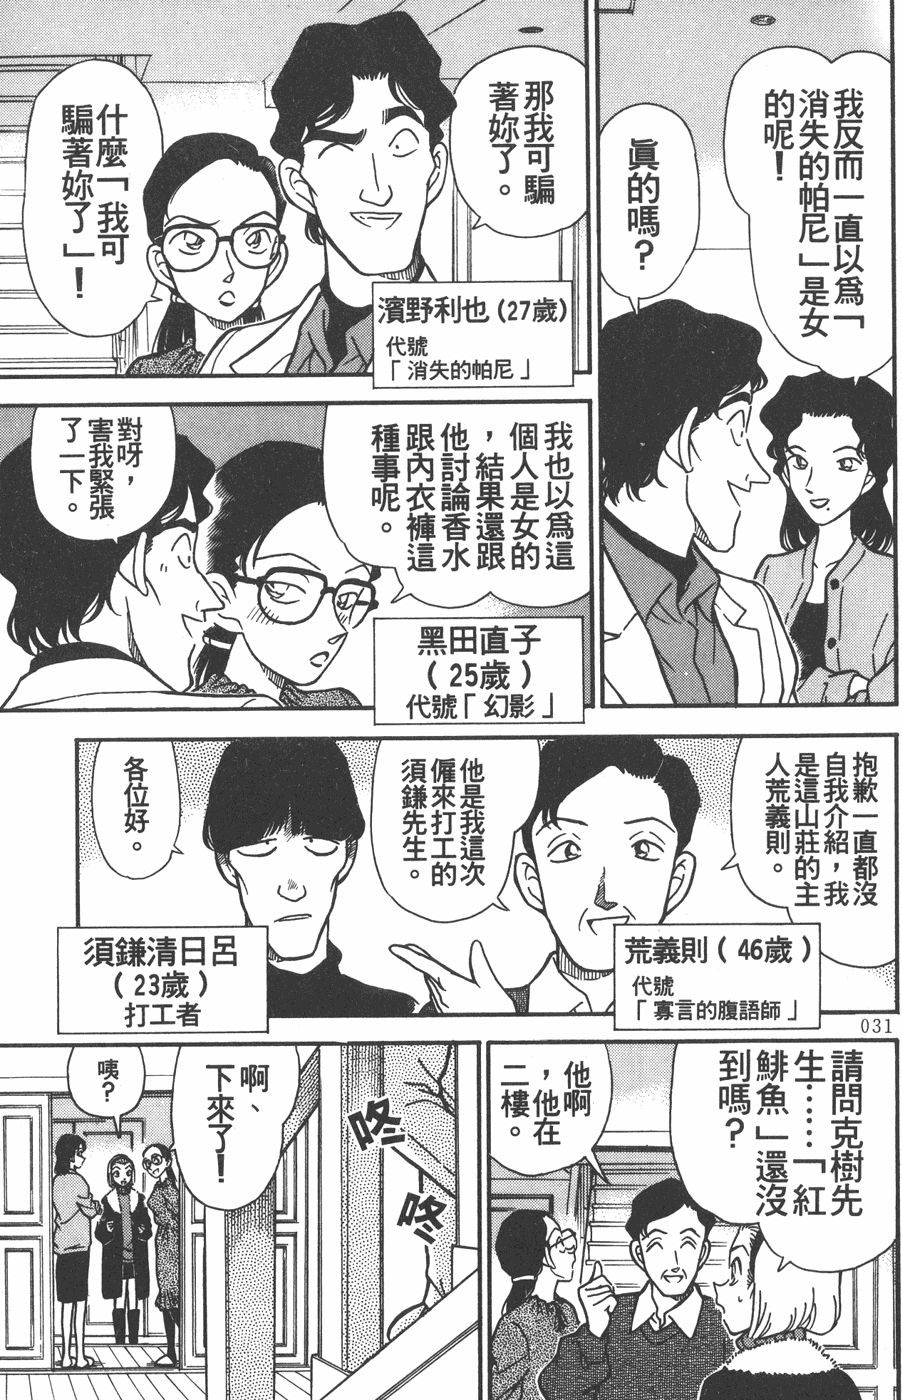 我反而一直以為「
消失的帕尼」是女
的呢！
眞的嗎？
那我可騙
著妳了。
什麼「我可
騙著妳了」！
濱野利也(27歲)
代號
「消失的帕尼」
我也以為這
個人是女的
，結果還跟
他討論香水
跟內衣褲這
種事呢。
對呀，
害我緊張
了一下。
黑田直子
(25歲)
代號「幻影」
抱歉一直都沒
自我介紹，我
是這山莊的主
人荒義則。
他是我這次
僱來打工的
須鎌先生。
各位好。
荒義則(46歲)
代號
「寡言的腹語師」
須鎌清日呂
(23歲)
打工者
031
請問克樹先
生……「紅
鯡魚」還沒
到嗎？
他啊
，他在
二樓。
咚
咚
啊、
下來了！
咦？